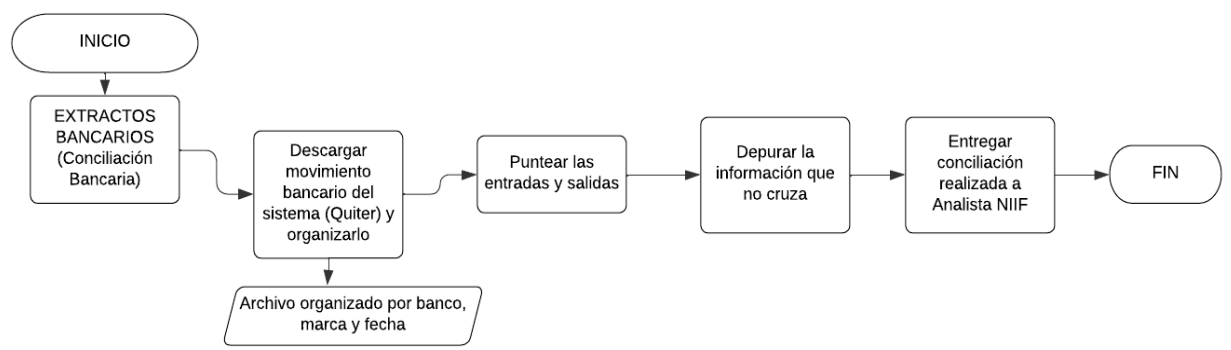 INICIO
EXTRACTOS
BANCARIOS
(Conciliación
Bancaria)
Descargar
movimiento
bancario del
sistema (Quiter) y
organizarlo
Archivo organizado por banco,
marca y fecha
Puntear las
entradas y salidas
Depurar la
información que
no cruza
Entregar
conciliación
realizada a
Analista NIIF
FIN